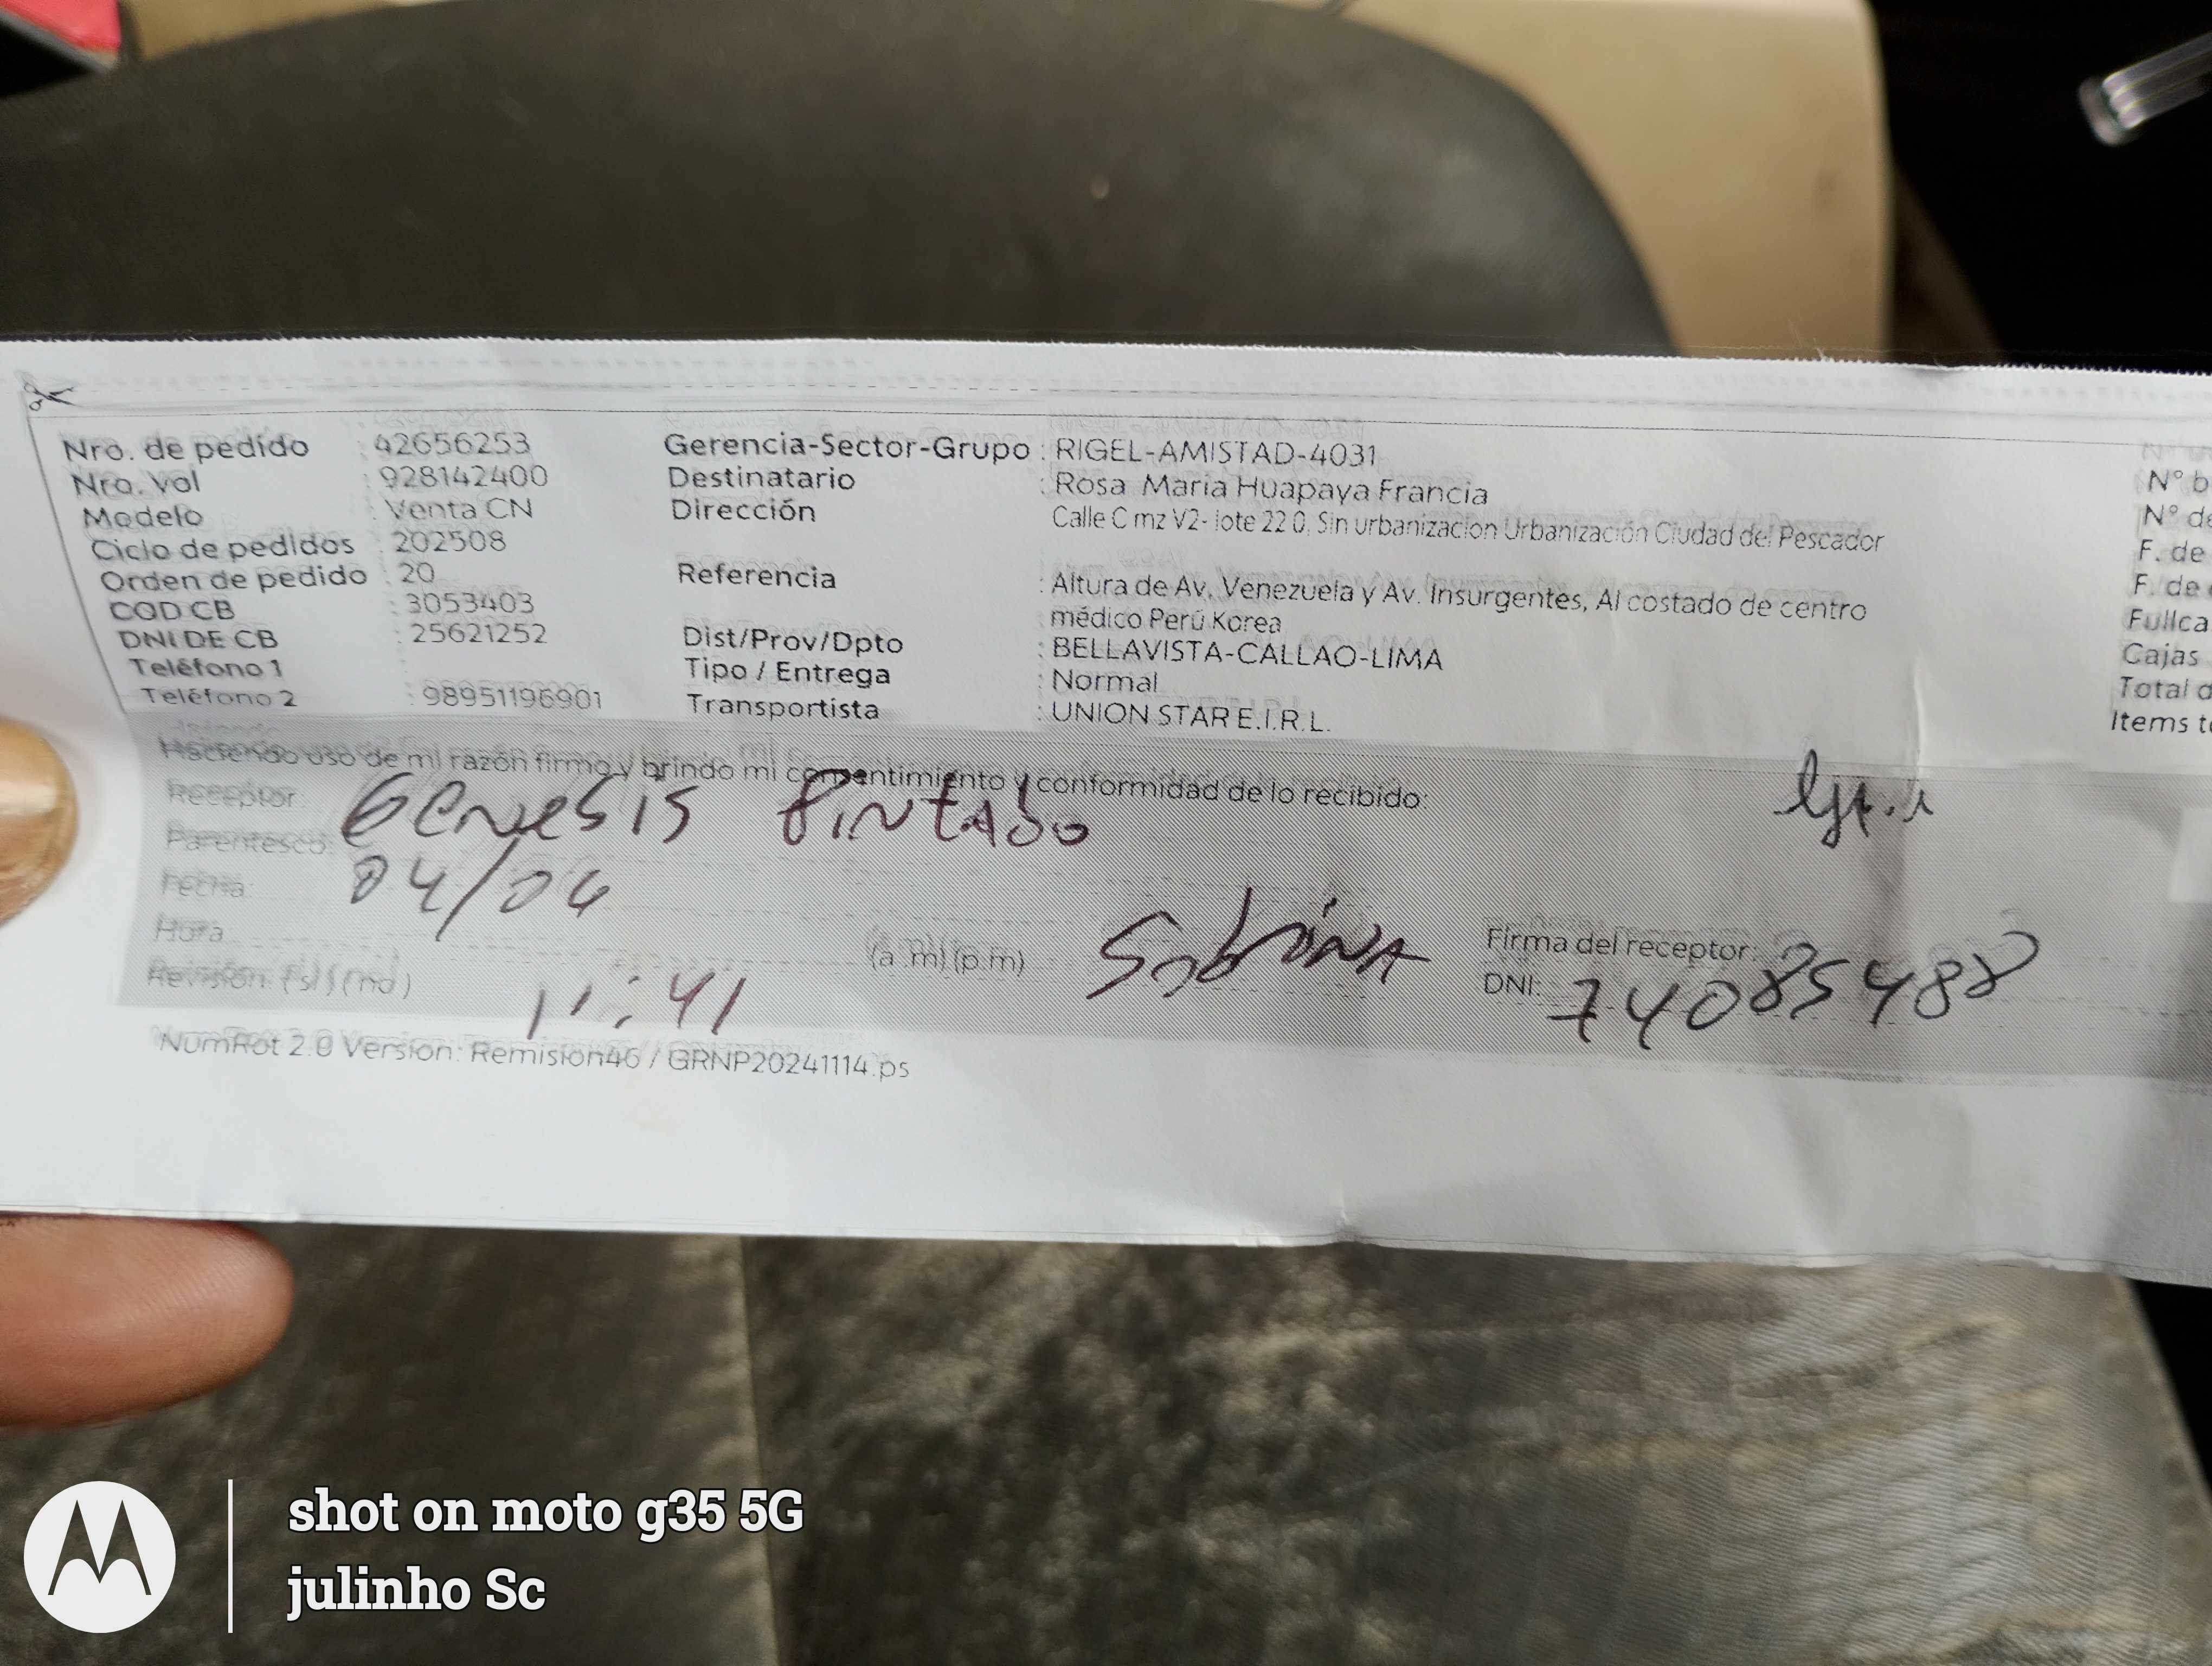 Nro. de pedido : 42656253
Nro. Vol : 928142400
Modelo : Venta CN
Ciclo de pedidos : 202508
Orden de pedido : 20
COD CB : 3053403
DNI DE CB : 25621252
Teléfono 1 :
Teléfono 2 : 98951196901
Gerencia-Sector-Grupo : RIGEL-AMISTAD-4031
Destinatario : Rosa Maria Huapaya Francia
Dirección Calle C mz V2- lote 22 0, Sin urbanizacion Urbanización Ciudad del Pescador
Referencia : Altura de Av. Venezuela y Av. Insurgentes, Al costado de centro
médico Perú Korea
Dist/Prov/Dpto : BELLAVISTA-CALLAO-LIMA
Tipo / Entrega : Normal
Transportista : UNION STAR E.I.R.L.
N° b
N° de
F. de
F. de
Fullca
Cajas
Total d
Items t
Haciendo uso de mi razón firmo y brindo mi consentimiento y conformidad de lo recibido:
Receptor: Genesis Pintado
Parentesco:
Fecha 04/04
Hora (a .m) (p.m)
Revisión: (si) (no) 11:41
Sabrina
Firma del receptor:
DNI: 74085488
NumRot 2.0 Version: Remision46 / GRNP20241114.ps
shot on moto g35 5G
julinho Sc